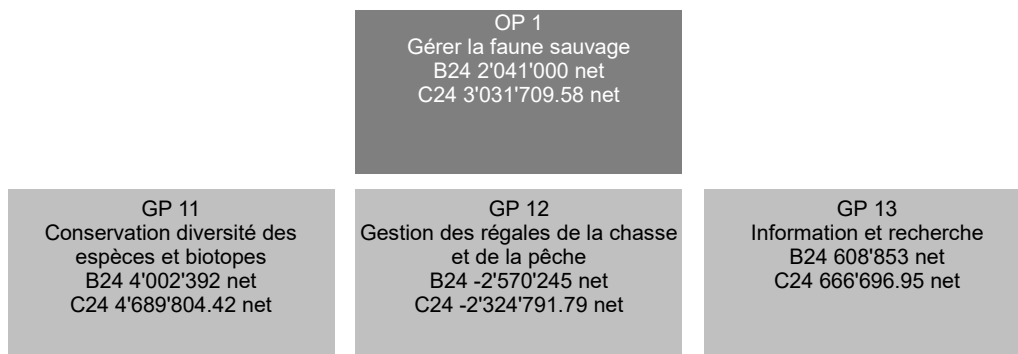 OP 1
Gérer la faune sauvage
B24 2'041'000 net
C24 3'031'709.58 net
GP 11
Conservation diversité des
espèces et biotopes
B24 4'002'392 net
C24 4'689'804.42 net
GP 12
Gestion des régales de la chasse
et de la pêche
B24 -2'570'245 net
C24 -2'324'791.79 net
GP 13
Information et recherche
B24 608'853 net
C24 666'696.95 net